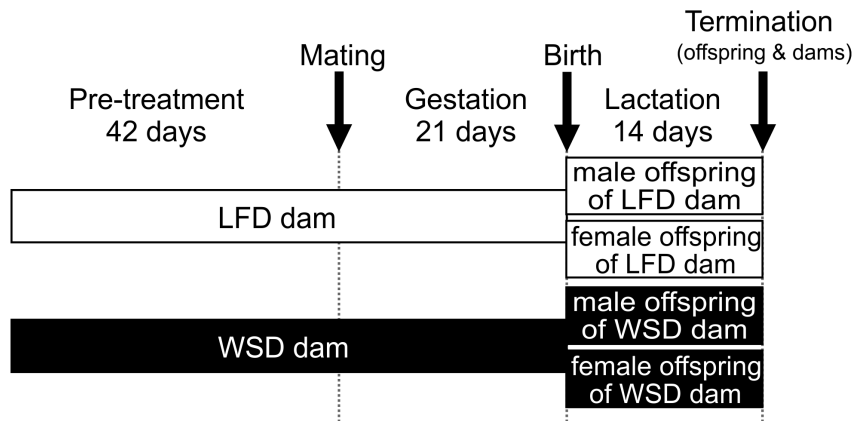 Termination
(offspring & dams)
Mating
Birth
Pre-treatment
42 days
Gestation
21 days
Lactation
14 days
LFD dam
male offspring
of LFD dam
female offspring
of LFD dam
WSD dam
male offspring
of WSD dam
female offspring
of WSD dam